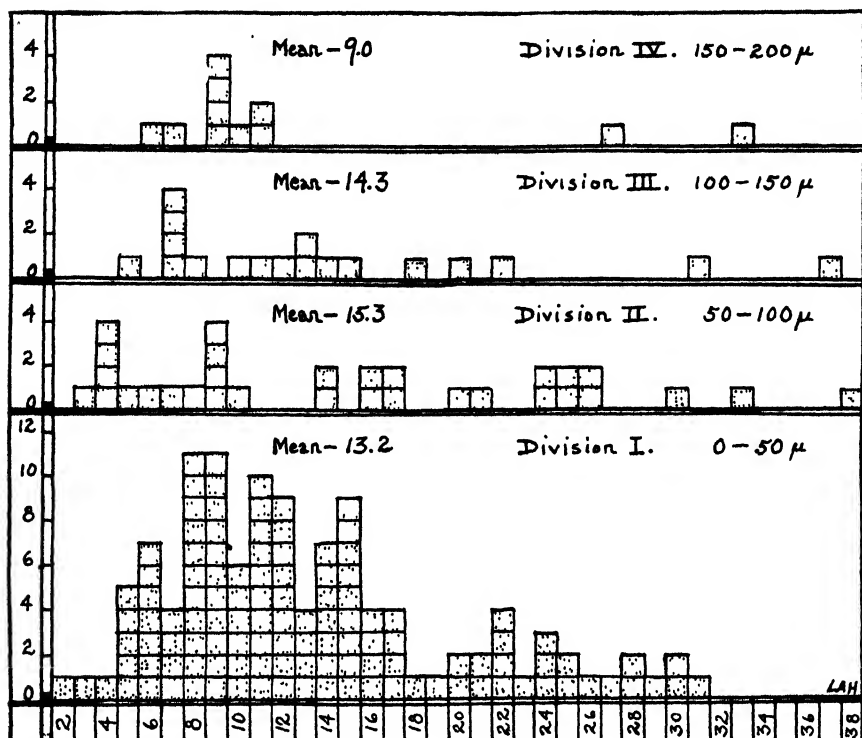 4 Mean-9.0 Division IV. 150-200 μ
2
0
4 Mean-14.3 Division III. 100-150 μ
2
0
4 Mean-15.3 Division II. 50-100 μ
2
0
12 Mean-13.2 Division I. 0-50 μ
10
8
6
4
2
0 LAH
2 4 6 8 10 12 14 16 18 20 22 24 26 28 30 32 34 36 38